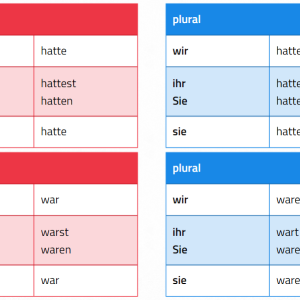 plural
hatte
wir hatte
hattest
hatten
ihr hatte
Sie hatte
hatte
sie hatte
plural
war
wir ware
warst
waren
ihr wart
Sie ware
war
sie ware